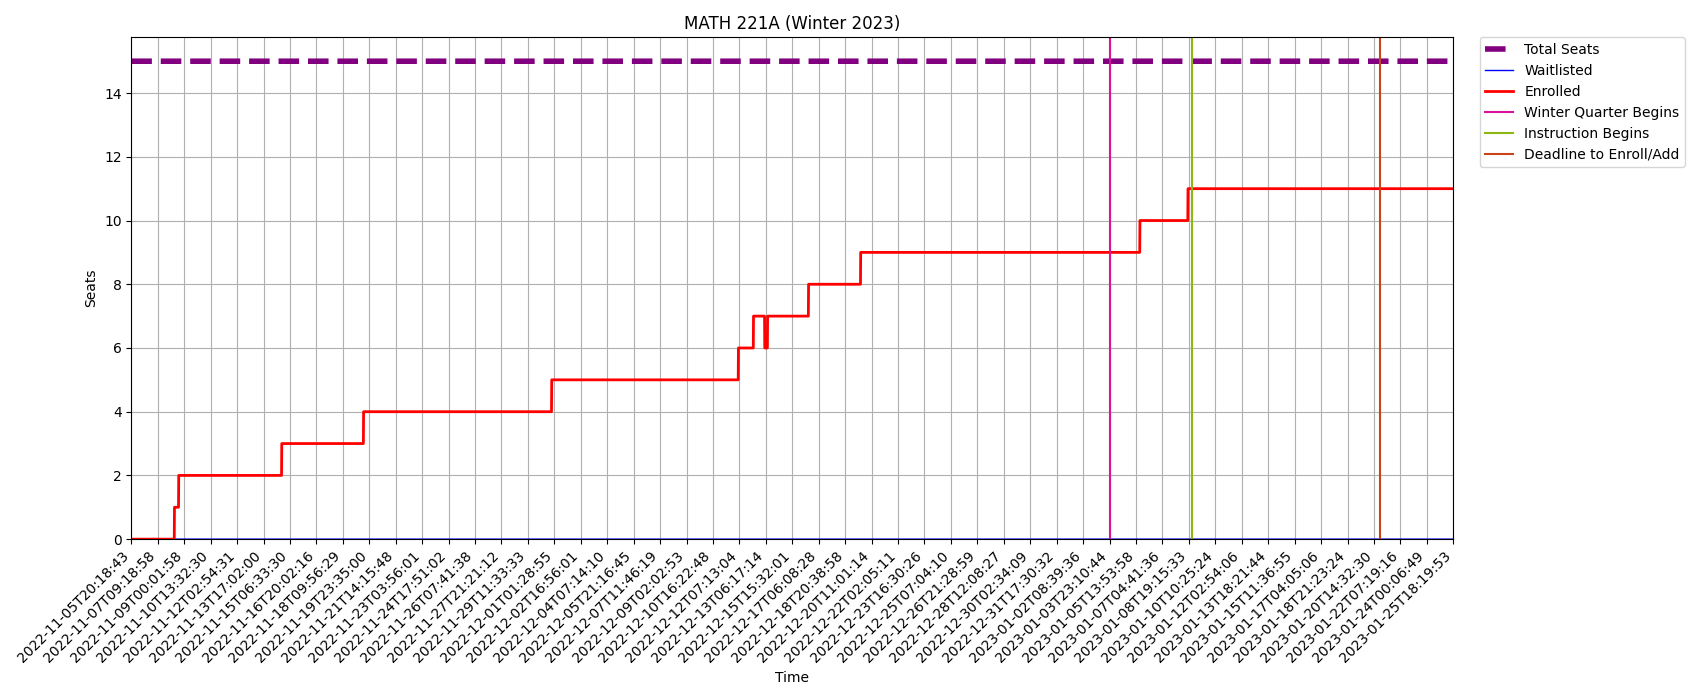 MATH 221A (Winter 2023)
Total Seats
Waitlisted
Enrolled
Winter Quarter Begins
Instruction Begins
Deadline to Enroll/Add
Seats
14
12
10
8
6
4
2
0
2022-11-05T20:18:43
2022-11-07T09:18:58
2022-11-09T00:01:58
2022-11-10T13:32:30
2022-11-12T02:54:31
2022-11-13T17:02:00
2022-11-15T06:33:30
2022-11-16T20:02:16
2022-11-18T09:56:29
2022-11-19T23:35:00
2022-11-21T14:15:48
2022-11-23T03:56:01
2022-11-24T17:51:02
2022-11-26T07:41:38
2022-11-27T21:21:12
2022-11-29T11:33:33
2022-12-01T01:28:55
2022-12-02T16:56:01
2022-12-04T07:14:10
2022-12-05T21:16:45
2022-12-07T11:46:19
2022-12-09T02:02:53
2022-12-10T16:22:48
2022-12-12T07:13:04
2022-12-13T06:17:14
2022-12-15T15:32:01
2022-12-17T06:08:28
2022-12-18T20:38:58
2022-12-20T11:01:14
2022-12-22T02:05:11
2022-12-23T16:30:26
2022-12-25T07:04:10
2022-12-26T21:28:59
2022-12-28T12:08:27
2022-12-30T02:34:09
2022-12-31T17:30:32
2023-01-02T08:39:36
2023-01-03T23:10:44
2023-01-05T13:53:58
2023-01-07T04:41:36
2023-01-08T19:15:33
2023-01-10T10:25:24
2023-01-12T02:54:06
2023-01-13T18:21:44
2023-01-15T11:36:55
2023-01-17T04:05:06
2023-01-18T21:23:24
2023-01-20T14:32:30
2023-01-22T07:19:16
2023-01-24T00:06:49
2023-01-25T18:19:53
Time